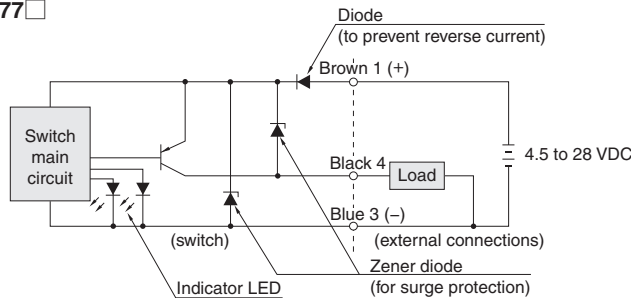 77□
Diode
(to prevent reverse current)
Brown 1 (+)
Switch
main
circuit
4.5 to 28 VDC
Black 4
Load
Blue 3 (−)
(switch)
(external connections)
Zener diode
(for surge protection)
Indicator LED